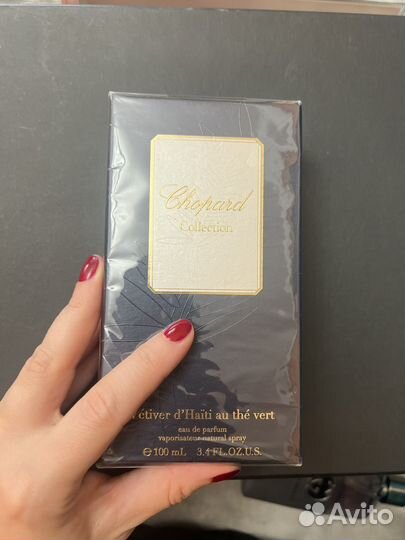 Chopard
Collection
Vétiver d'Haïti au thé vert
eau de parfum
vaporisateur natural spray
℮ 100 mL 3.4 FL.OZ.U.S.
Avito